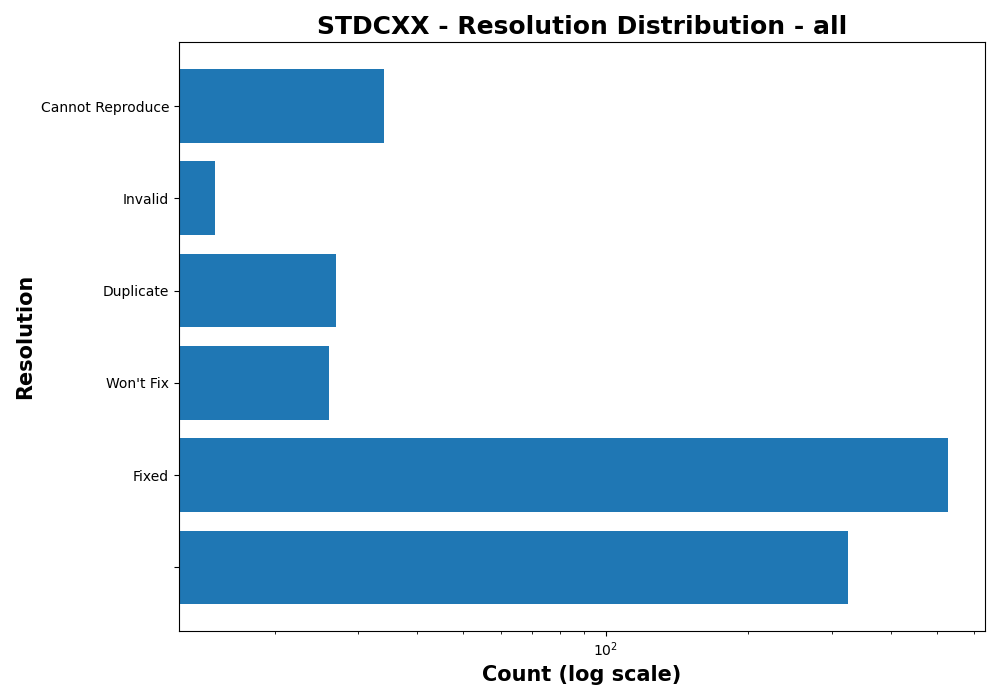 STDCXX - Resolution Distribution - all
Cannot Reproduce
Invalid
Duplicate
Won't Fix
Fixed
Resolution
10²
Count (log scale)